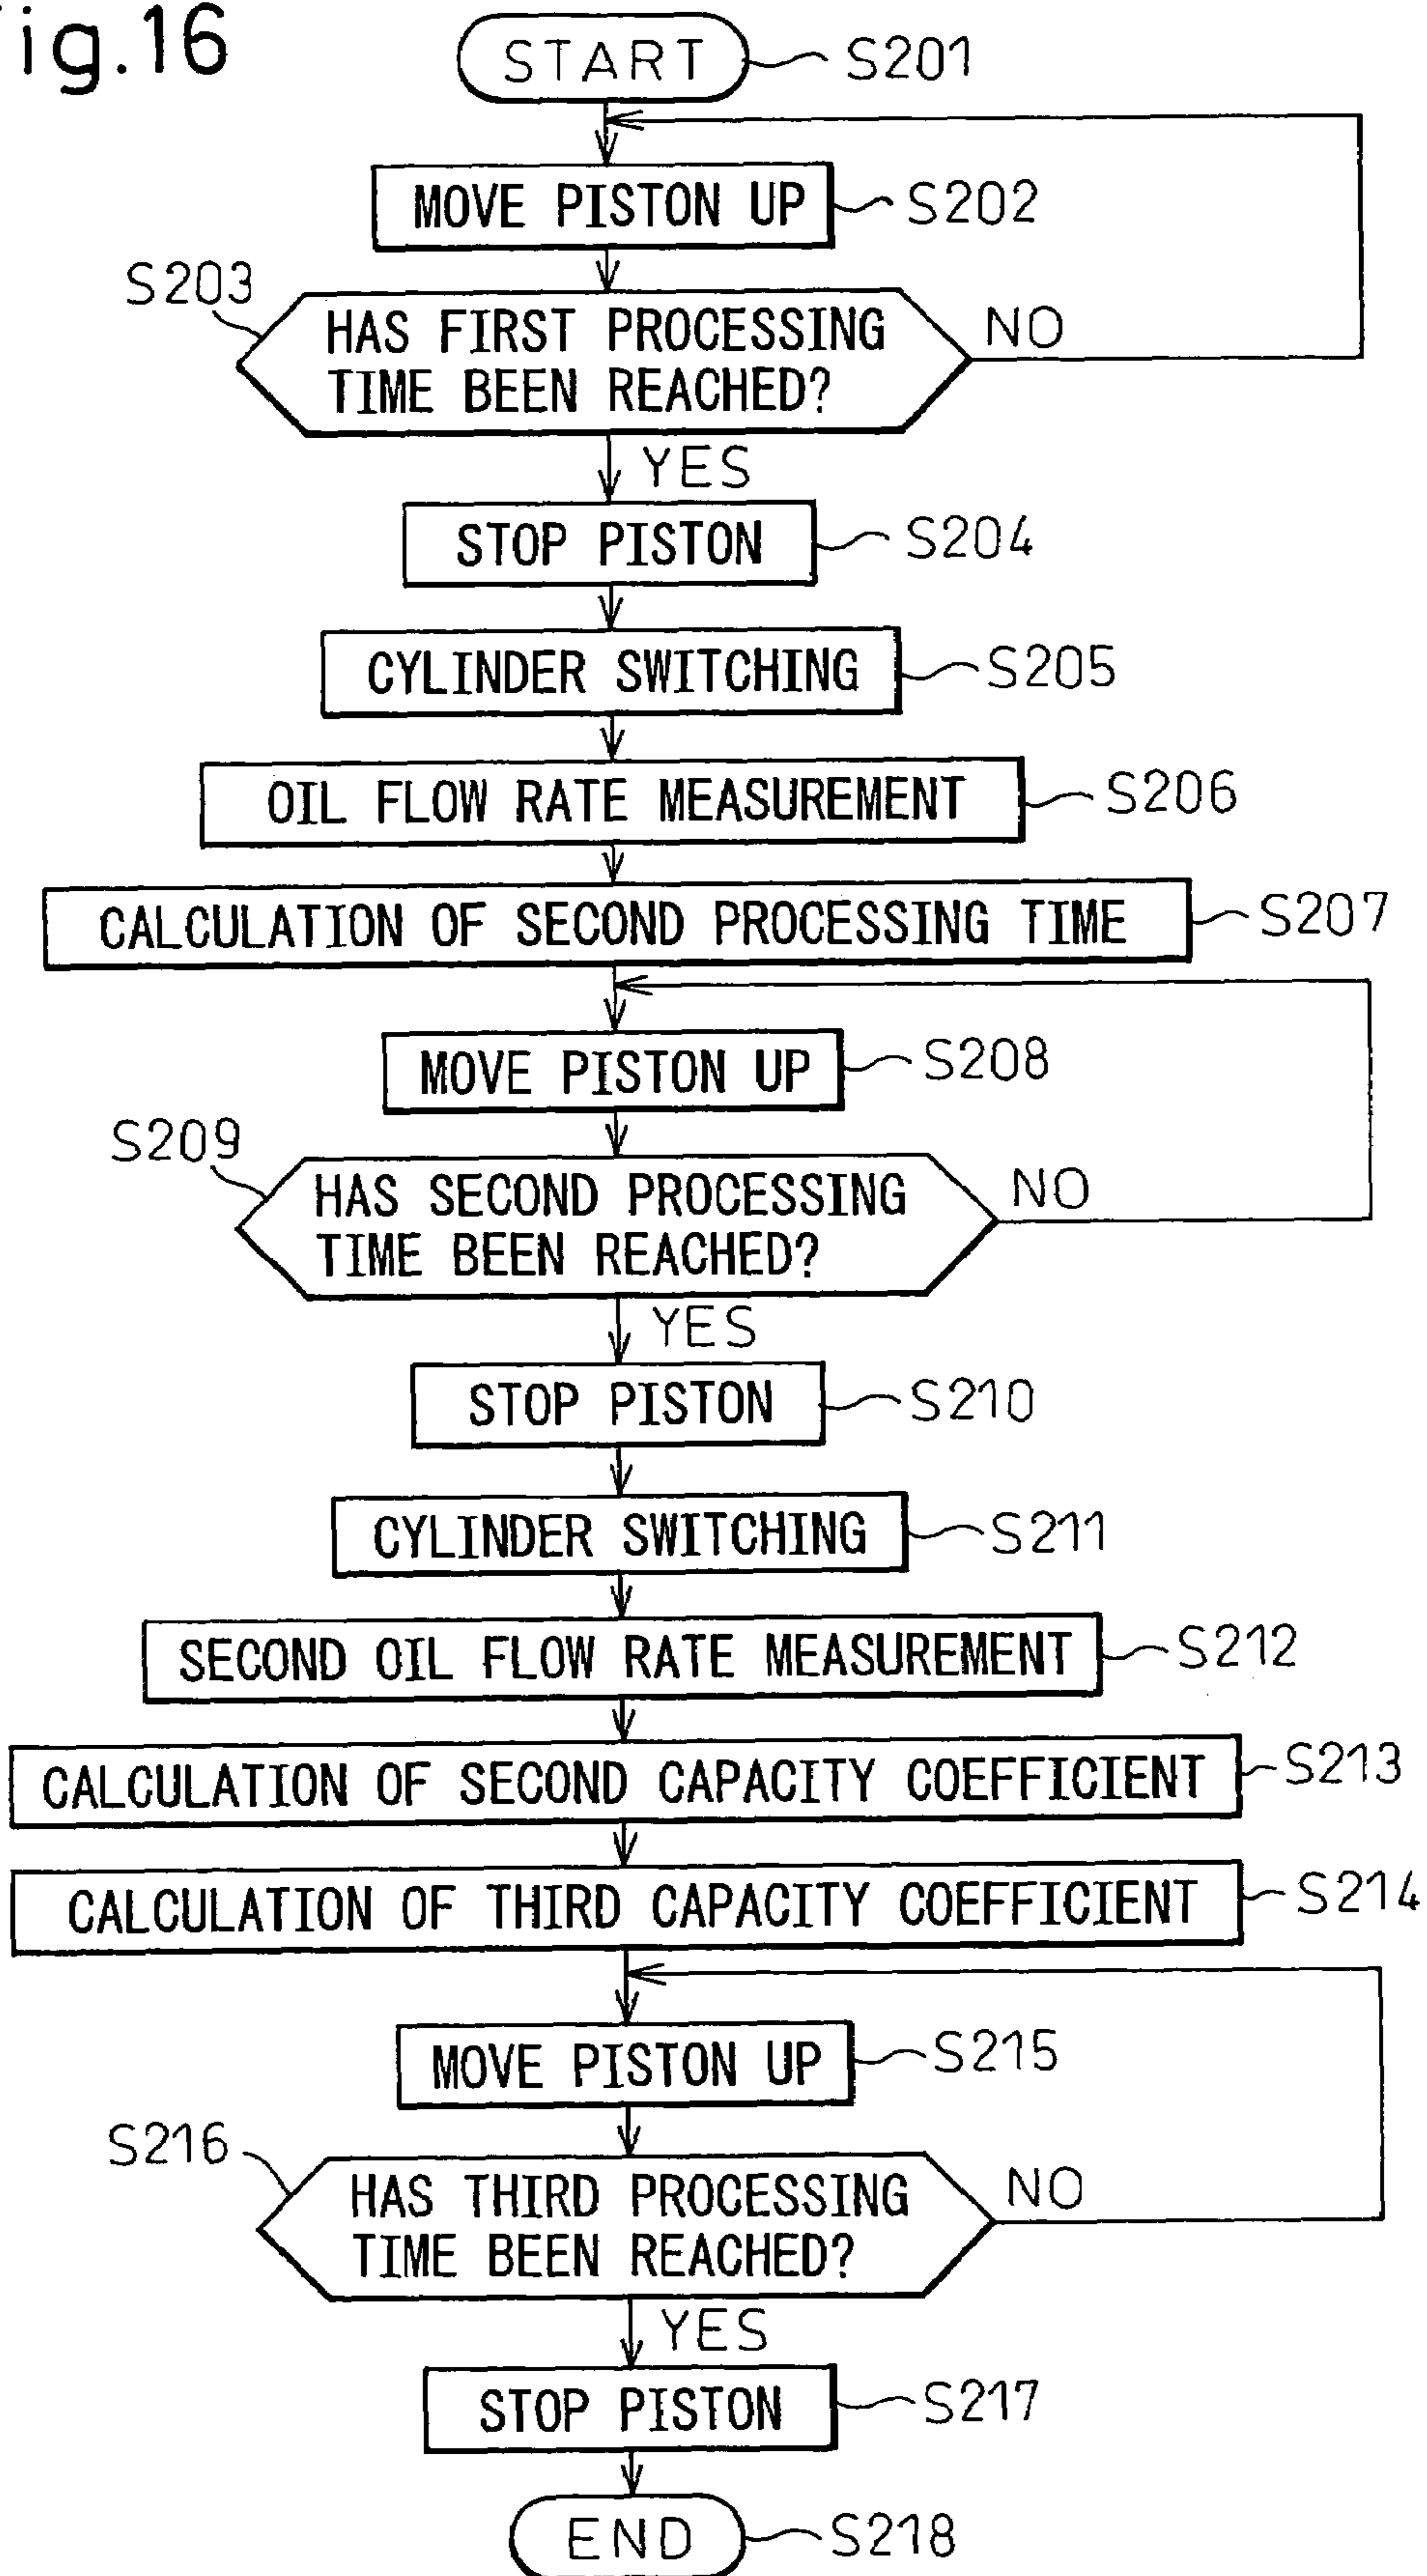 ig.16
START
S201
MOVE PISTON UP
S202
S203
HAS FIRST PROCESSING
TIME BEEN REACHED?
NO
YES
STOP PISTON
S204
CYLINDER SWITCHING
S205
OIL FLOW RATE MEASUREMENT
S206
CALCULATION OF SECOND PROCESSING TIME
S207
MOVE PISTON UP
S208
S209
HAS SECOND PROCESSING
TIME BEEN REACHED?
NO
YES
STOP PISTON
S210
CYLINDER SWITCHING
S211
SECOND OIL FLOW RATE MEASUREMENT
S212
CALCULATION OF SECOND CAPACITY COEFFICIENT
S213
CALCULATION OF THIRD CAPACITY COEFFICIENT
S214
MOVE PISTON UP
S215
S216
HAS THIRD PROCESSING
TIME BEEN REACHED?
NO
YES
STOP PISTON
S217
END
S218